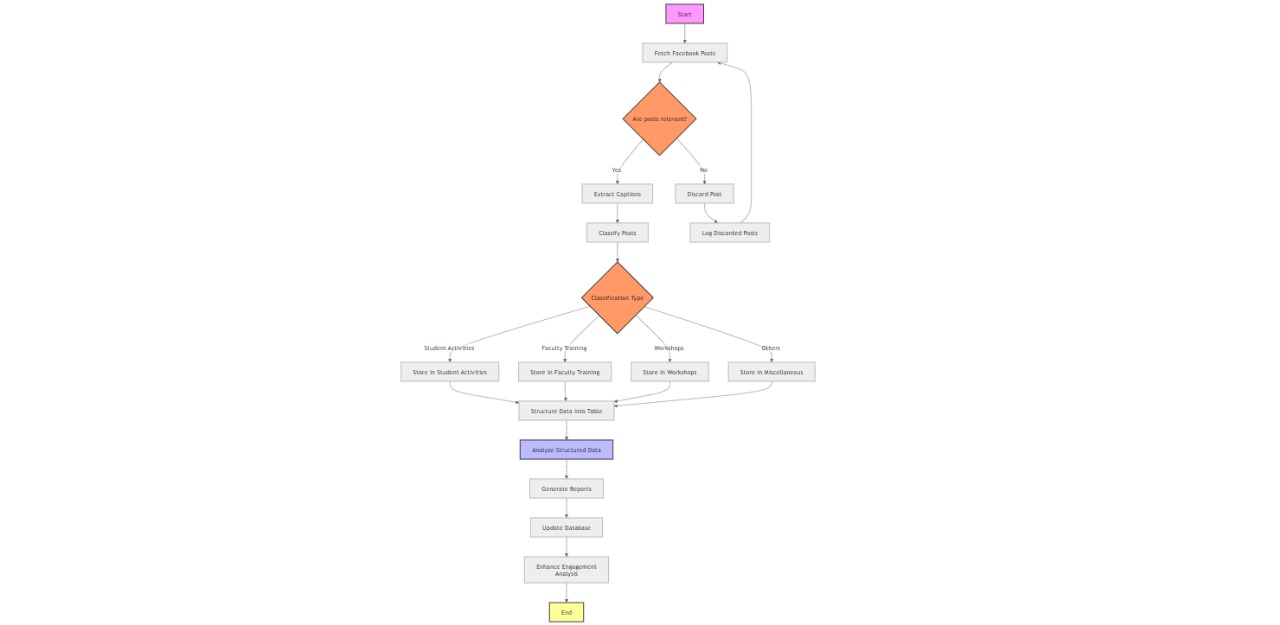 Start
Fetch Facebook Posts
Are posts relevant?
Yes
No
Extract Captions
Discard Post
Classify Posts
Log Discarded Posts
Classification Type
Student Activities
Faculty Training
Workshops
Others
Store in Student Activities
Store in Faculty Training
Store in Workshops
Store in Miscellaneous
Structure Data into Table
Analyze Structured Data
Generate Reports
Update Database
Enhance Engagement
Analysis
End